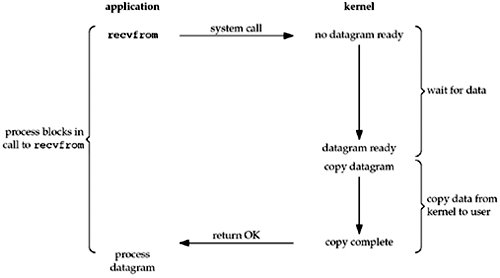 application
kernel
recvfrom
system call
no datagram ready
wait for data
process blocks in
call to recvfrom
datagram ready
copy datagram
copy data from
kernel to user
return OK
copy complete
process
datagram